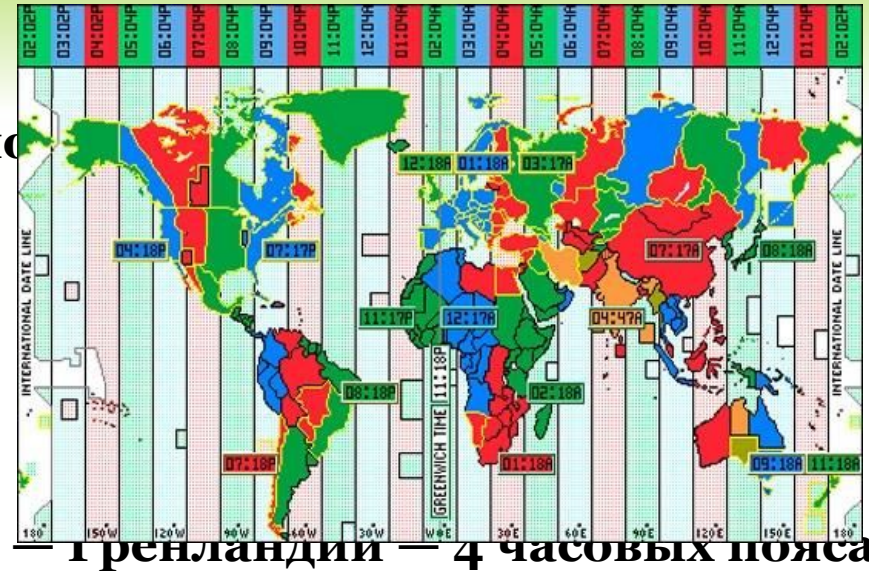 02:02P 03:02P 04:02P 05:04P 06:04P 07:04P 08:04P 09:04P 10:04P 11:04P 12:04A 01:04A 02:04A 03:04A 04:04A 05:04A 06:04A 07:04A 08:04A 09:04A 10:04A 11:04A 12:04P 01:04P 02:02P
12:18A 01:18A 03:17A
04:18P 07:17P 07:17A 08:18A
11:17P 12:17A 04:47A
08:18P 02:18A
07:18P 01:18A 09:18A 11:18A
INTERNATIONAL DATE LINE
GREENWICH TIME 11:18P
INTERNATIONAL DATE LINE
180° 150°W 120°W 90°W 60°W 30°W W0°E 30°E 60°E 90°E 120°E 150°E 180°
— Гренландии — 4 часовых пояса